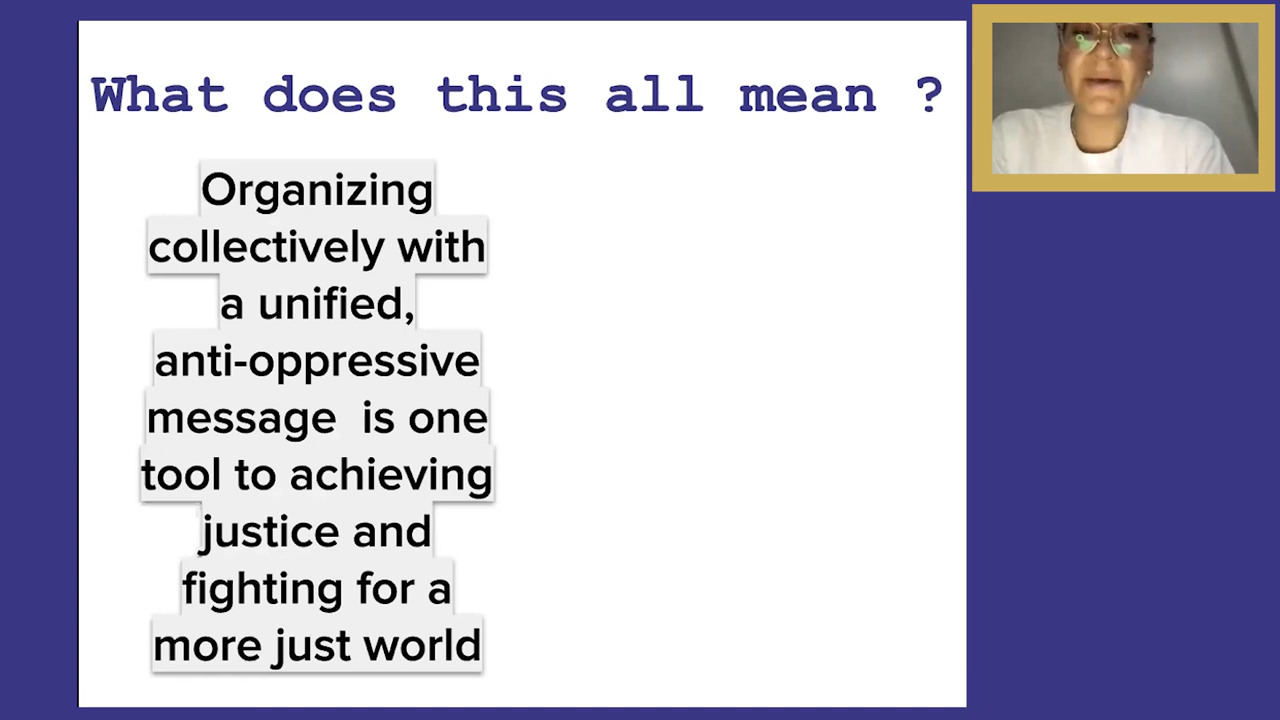 What does this all mean ?
Organizing
collectively with
a unified,
anti-oppressive
message is one
tool to achieving
justice and
fighting for a
more just world